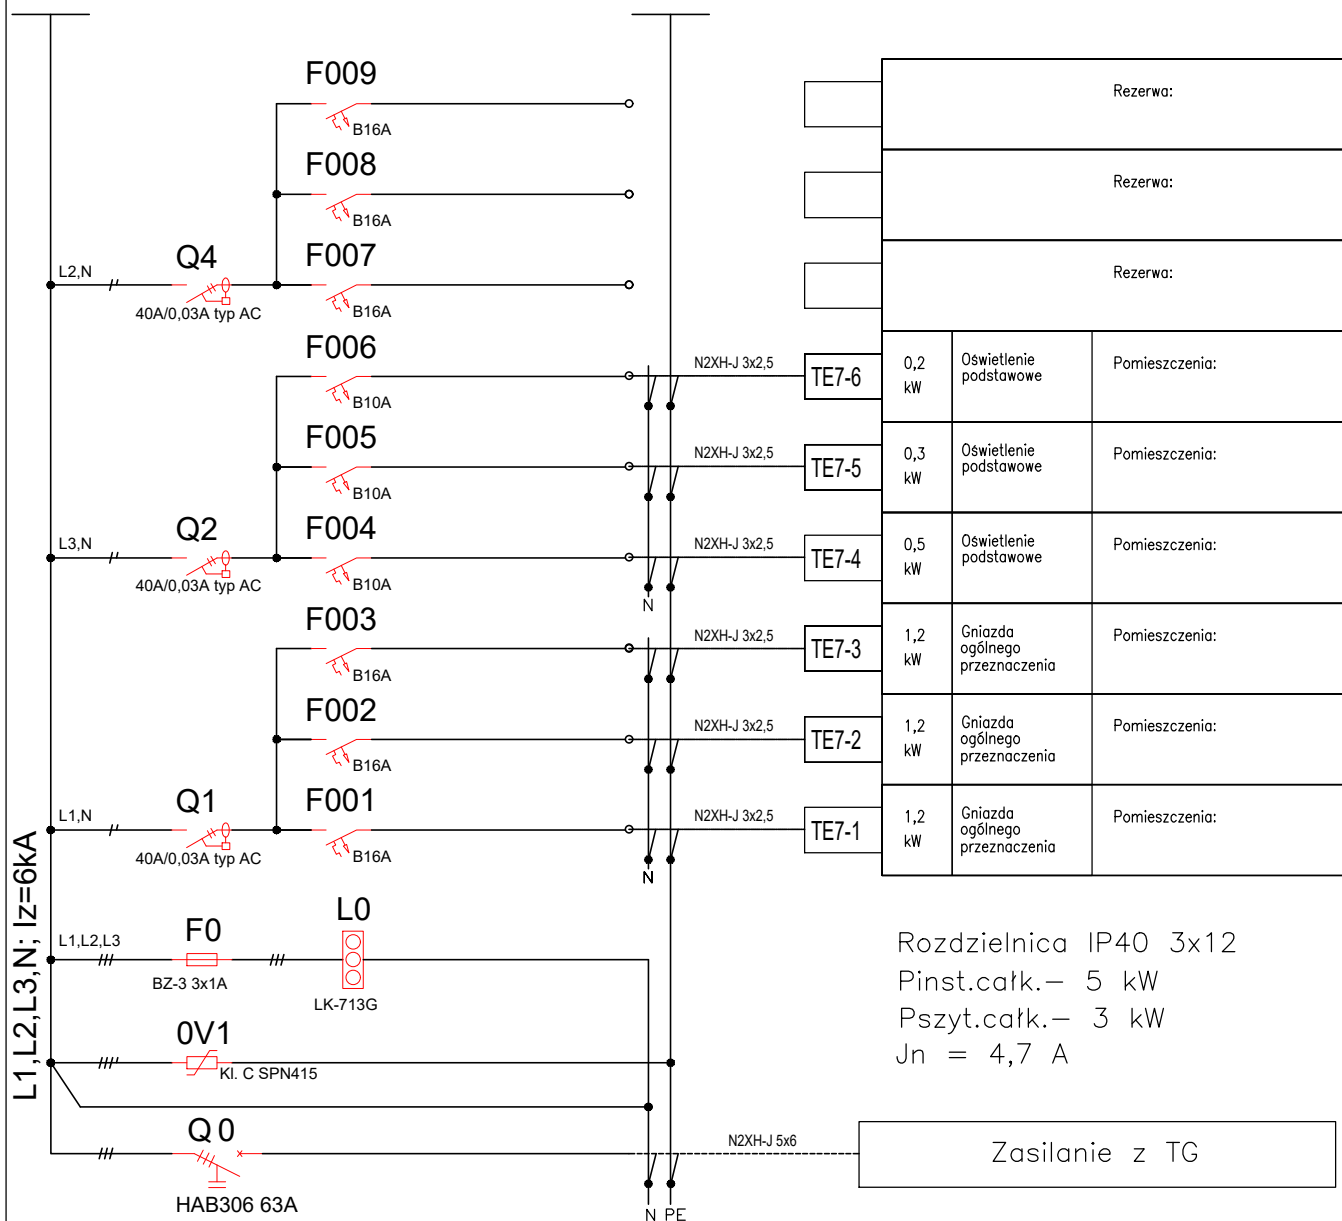 F009
B16A
Rezerwa:
F008
B16A
Rezerwa:
L2,N
Q4
40A/0,03A typ AC
F007
B16A
Rezerwa:
F006
B10A
N2XH-J 3x2,5
TE7-6
0,2
kW
Oświetlenie
podstawowe
Pomieszczenia:
F005
B10A
N2XH-J 3x2,5
TE7-5
0,3
kW
Oświetlenie
podstawowe
Pomieszczenia:
L3,N
Q2
40A/0,03A typ AC
F004
B10A
N2XH-J 3x2,5
N
TE7-4
0,5
kW
Oświetlenie
podstawowe
Pomieszczenia:
F003
B16A
N2XH-J 3x2,5
TE7-3
1,2
kW
Gniazda
ogólnego
przeznaczenia
Pomieszczenia:
F002
B16A
N2XH-J 3x2,5
TE7-2
1,2
kW
Gniazda
ogólnego
przeznaczenia
Pomieszczenia:
L1,N
Q1
40A/0,03A typ AC
F001
B16A
N2XH-J 3x2,5
N
TE7-1
1,2
kW
Gniazda
ogólnego
przeznaczenia
Pomieszczenia:
L1,L2,L3,N; Iz=6kA
L1,L2,L3
F0
BZ-3 3x1A
L0
LK-713G
0V1
Kl. C SPN415
Q0
HAB306 63A
N2XH-J 5x6
N PE
Rozdzielnica IP40 3x12
Pinst.całk.– 5 kW
Pszyt.całk.– 3 kW
Jn = 4,7 A
Zasilanie z TG